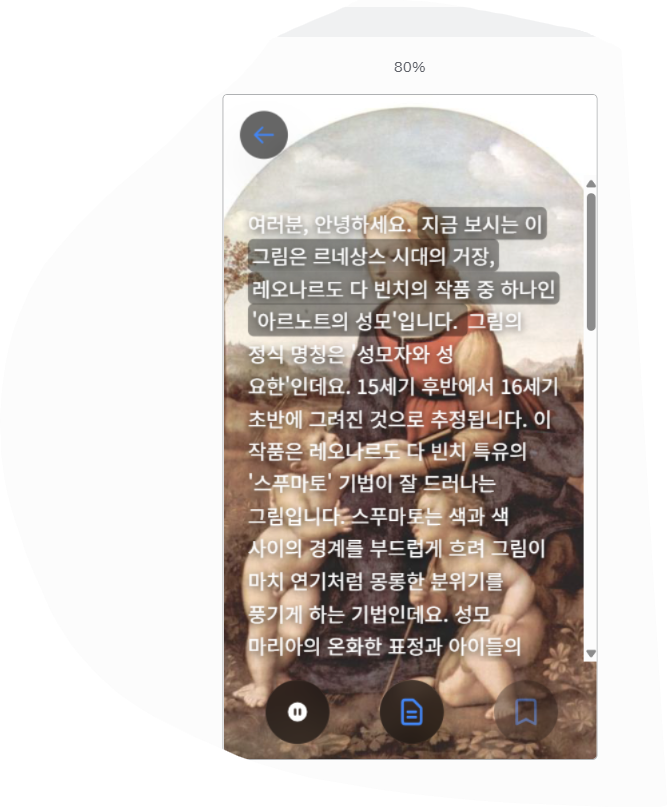 80%
여러분, 안녕하세요. 지금 보시는 이
그림은 르네상스 시대의 거장,
레오나르도 다 빈치의 작품 중 하나인
'아르노트의 성모'입니다. 그림의
정식 명칭은 '성모자와 성
요한'인데요. 15세기 후반에서 16세기
초반에 그려진 것으로 추정됩니다. 이
작품은 레오나르도 다 빈치 특유의
'스푸마토' 기법이 잘 드러나는
그림입니다. 스푸마토는 색과 색
사이의 경계를 부드럽게 흐려 그림이
마치 연기처럼 몽롱한 분위기를
풍기게 하는 기법인데요. 성모
마리아의 온화한 표정과 아이들의